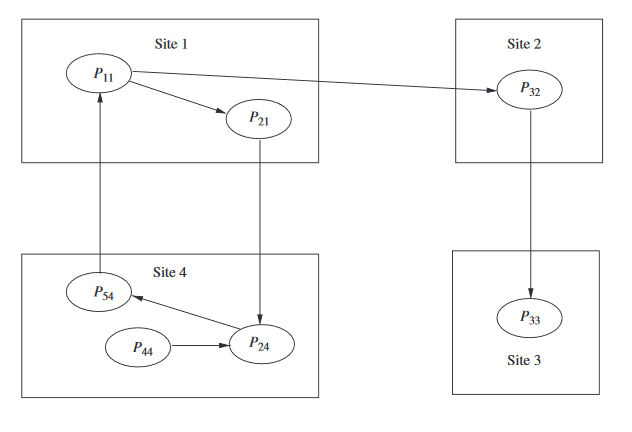 Site 1
P11
P21
Site 2
P32
Site 4
P54
P44
P24
P33
Site 3